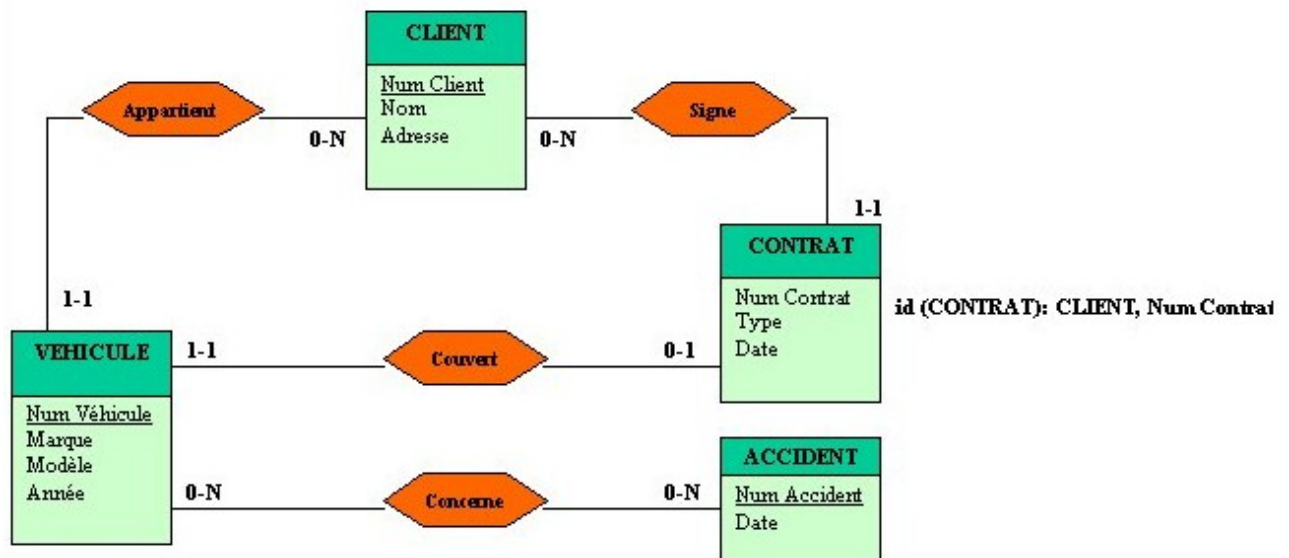 CLIENT
Num Client
Nom
Adresse
Appartient
0-N
0-N
Signe
1-1
CONTRAT
Num Contrat
Type
Date
id (CONTRAT): CLIENT, Num Contrat
1-1
VEHICULE
Num Véhicule
Marque
Modèle
Année
1-1
Couvert
0-1
0-N
Concerne
0-N
ACCIDENT
Num Accident
Date